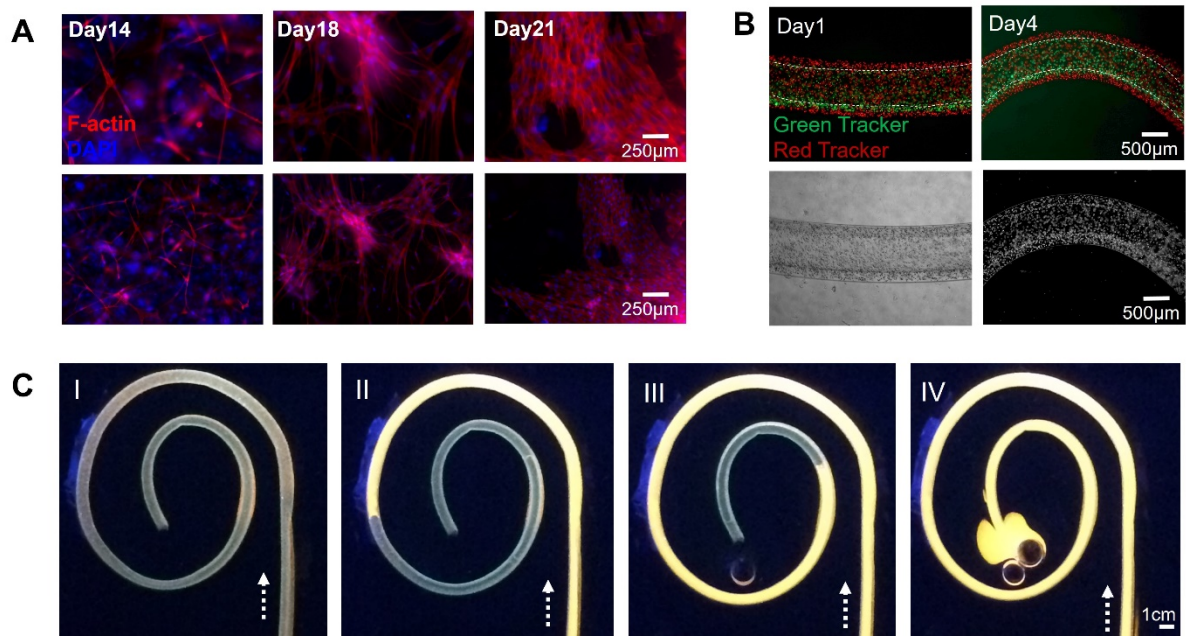 A
Day14
Day18
Day21
F-actin
DAPI
250μm
250μm
B
Day1
Day4
Green Tracker
Red Tracker
500μm
500μm
C
I
II
III
IV
1cm